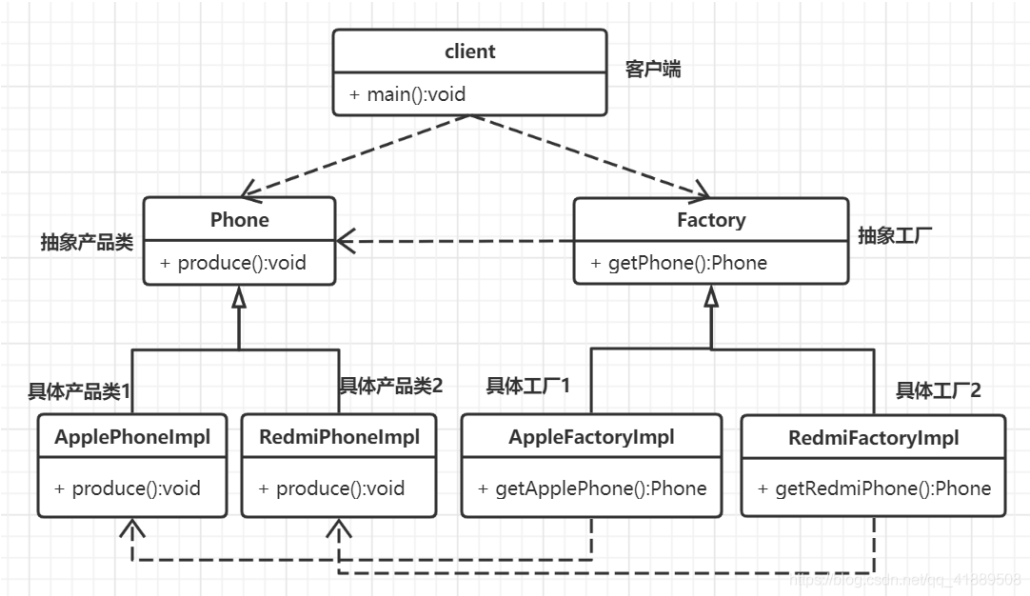 client
客户端
+ main():void
Phone
Factory
抽象产品类
抽象工厂
+ produce():void
+ getPhone():Phone
具体产品类1
具体产品类2
具体工厂1
具体工厂2
ApplePhoneImpl
RedmiPhoneImpl
AppleFactoryImpl
RedmiFactoryImpl
+ produce():void
+ produce():void
+ getApplePhone():Phone
+ getRedmiPhone():Phone
https://blog.csdn.net/qq_41889508